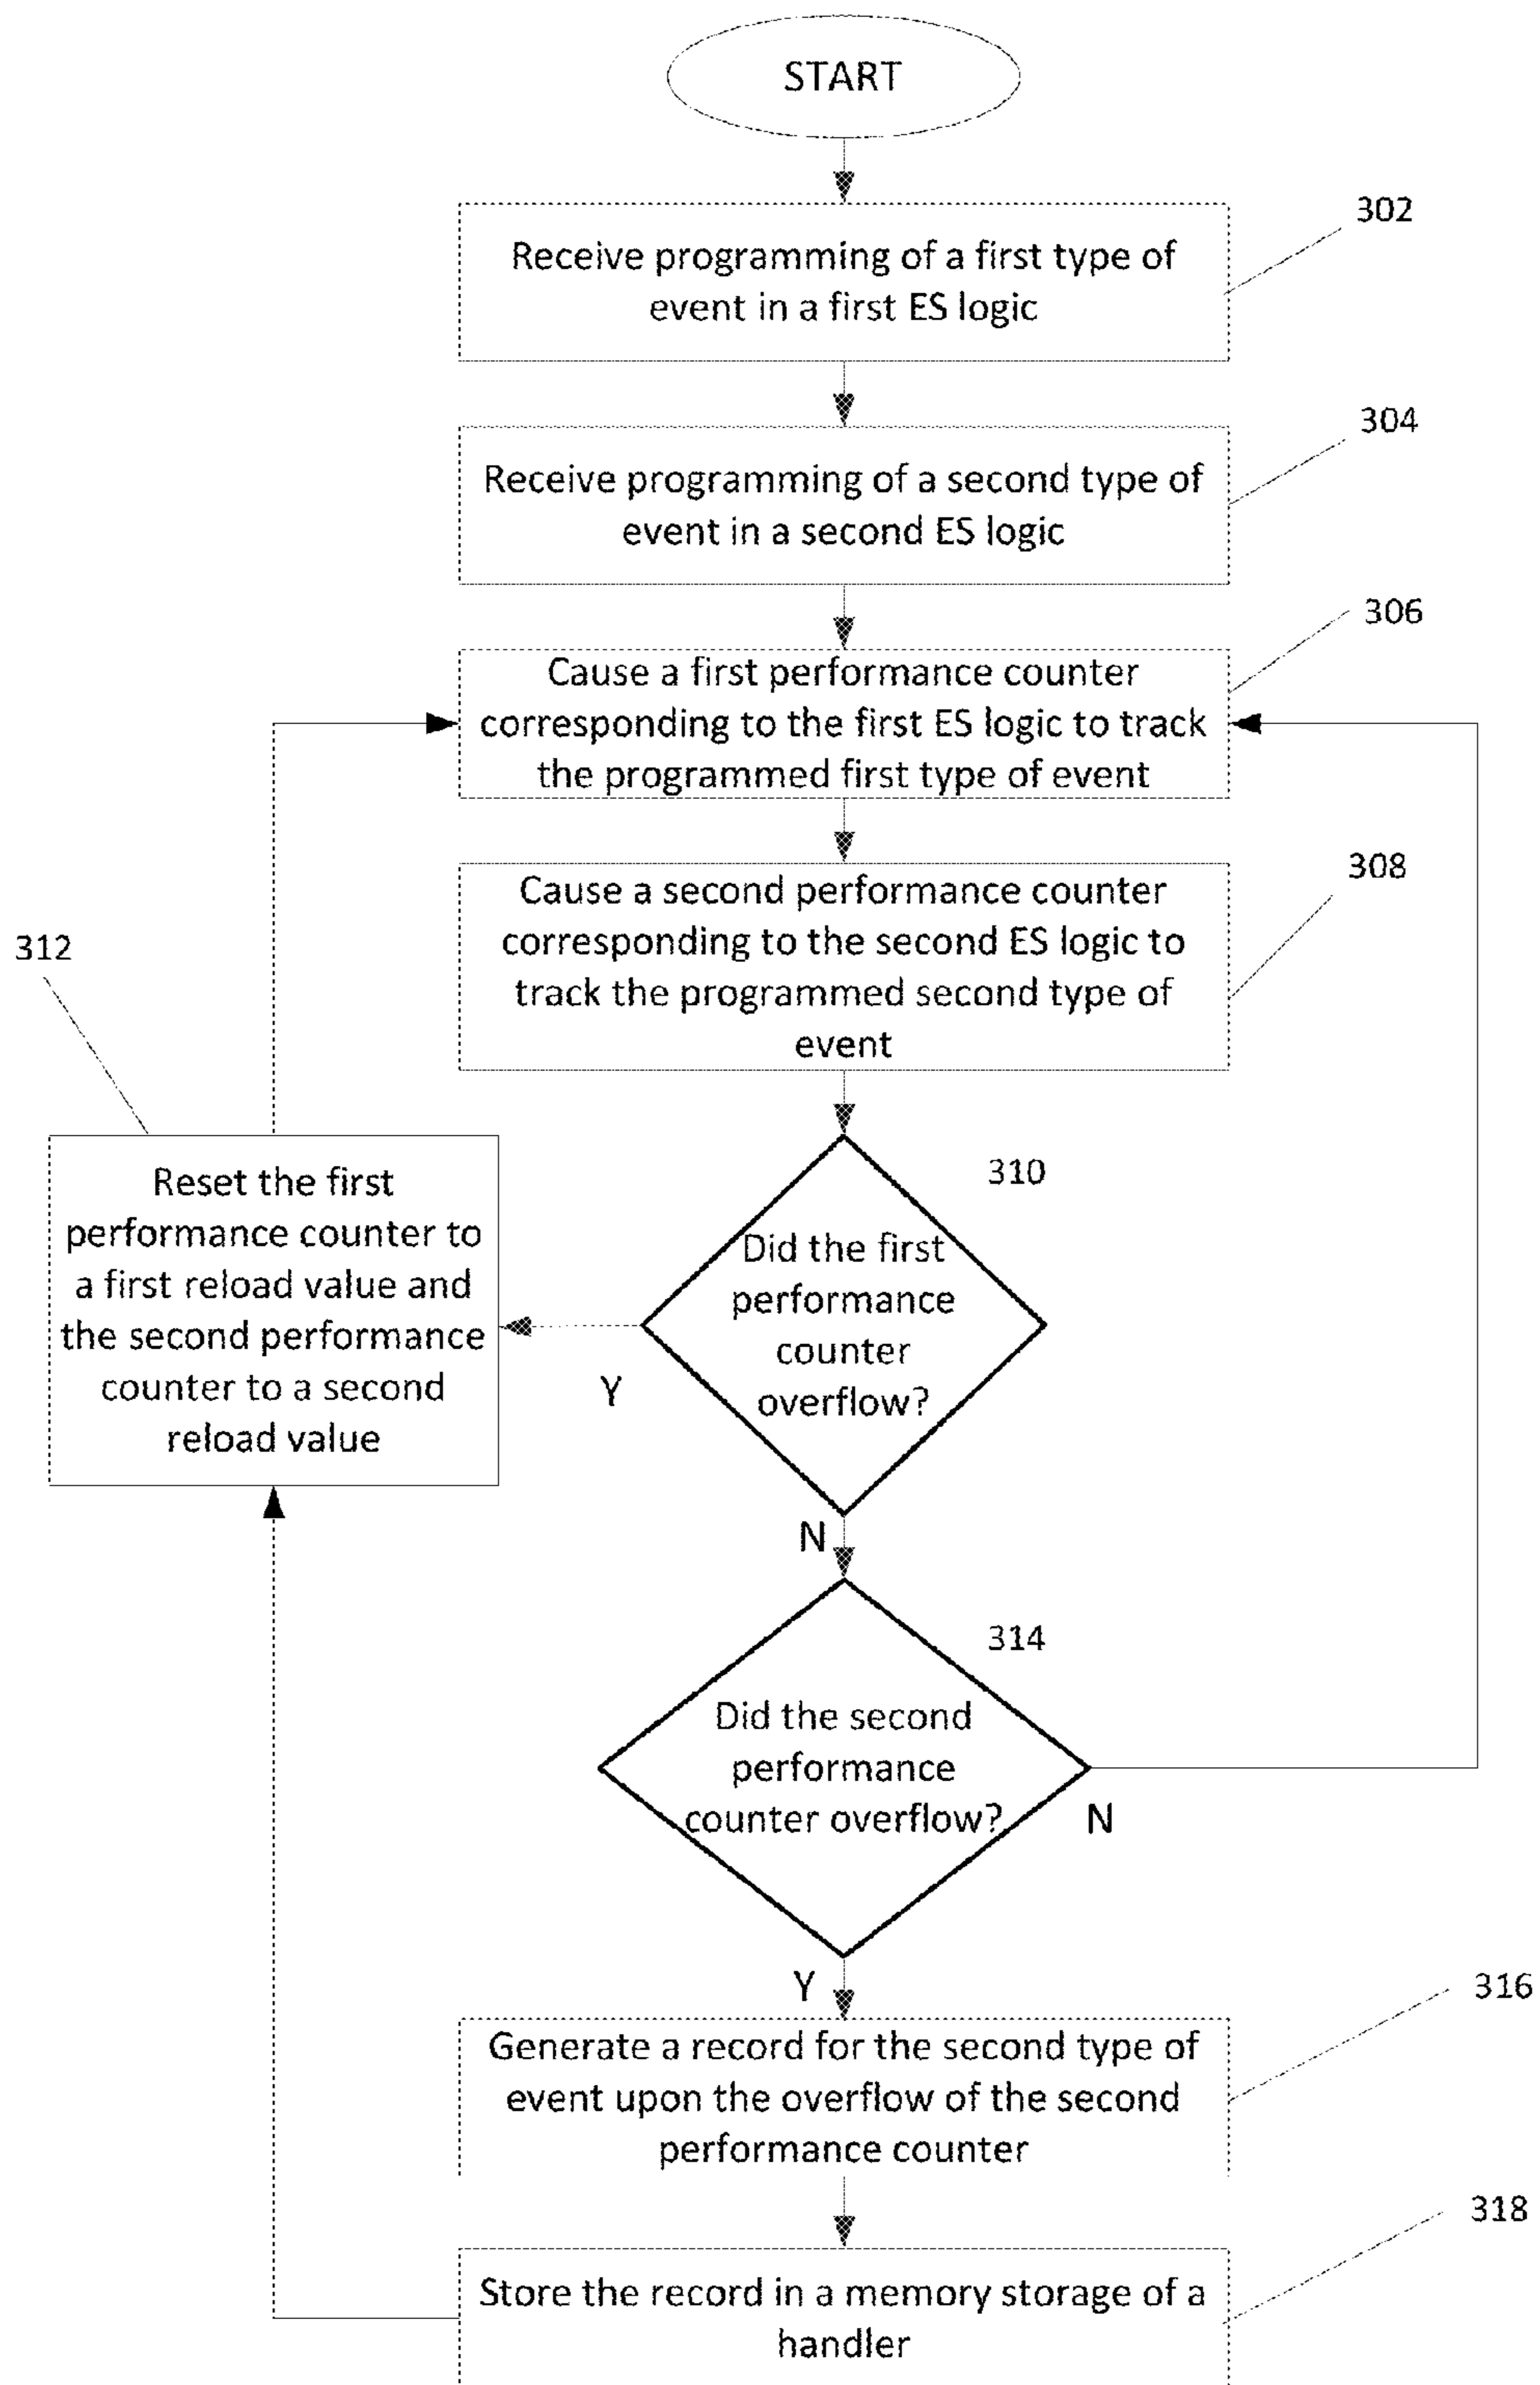 START
302
Receive programming of a first type of
event in a first ES logic
304
Receive programming of a second type of
event in a second ES logic
306
Cause a first performance counter
corresponding to the first ES logic to track
the programmed first type of event
308
Cause a second performance counter
corresponding to the second ES logic to
track the programmed second type of
event
312
Reset the first
performance counter to
a first reload value and
the second performance
counter to a second
reload value
310
Did the first
performance
counter
overflow?
Y
N
314
Did the second
performance
counter overflow?
N
Y
316
Generate a record for the second type of
event upon the overflow of the second
performance counter
318
Store the record in a memory storage of a
handler